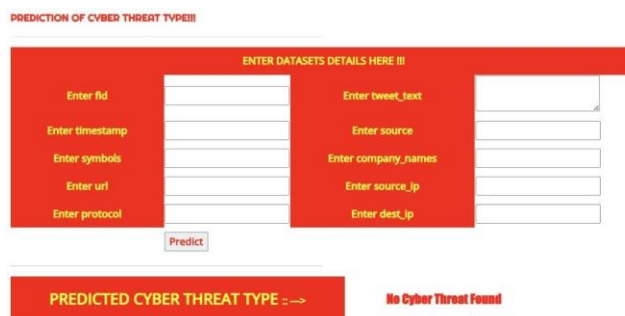 PREDICTION OF CYBER THREAT TYPE!!!
ENTER DATASETS DETAILS HERE !!!
Enter fid Enter tweet_text
Enter timestamp Enter source
Enter symbols Enter company_names
Enter url Enter source_ip
Enter protocol Enter dest_ip
Predict
PREDICTED CYBER THREAT TYPE :: --> No Cyber Threat Found